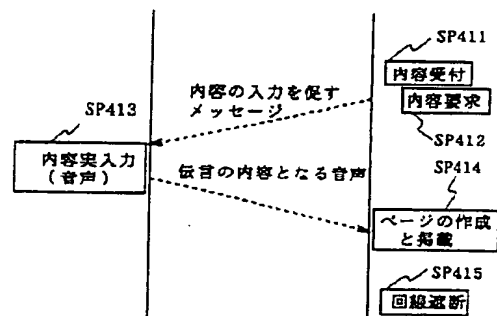 SP411
内容受付
内容の入力を促す
メッセージ
内容要求
SP413
SP412
内容実入力
(音声)
伝言の内容となる音声
SP414
ページの作成
と掲載
SP415
回線遮断